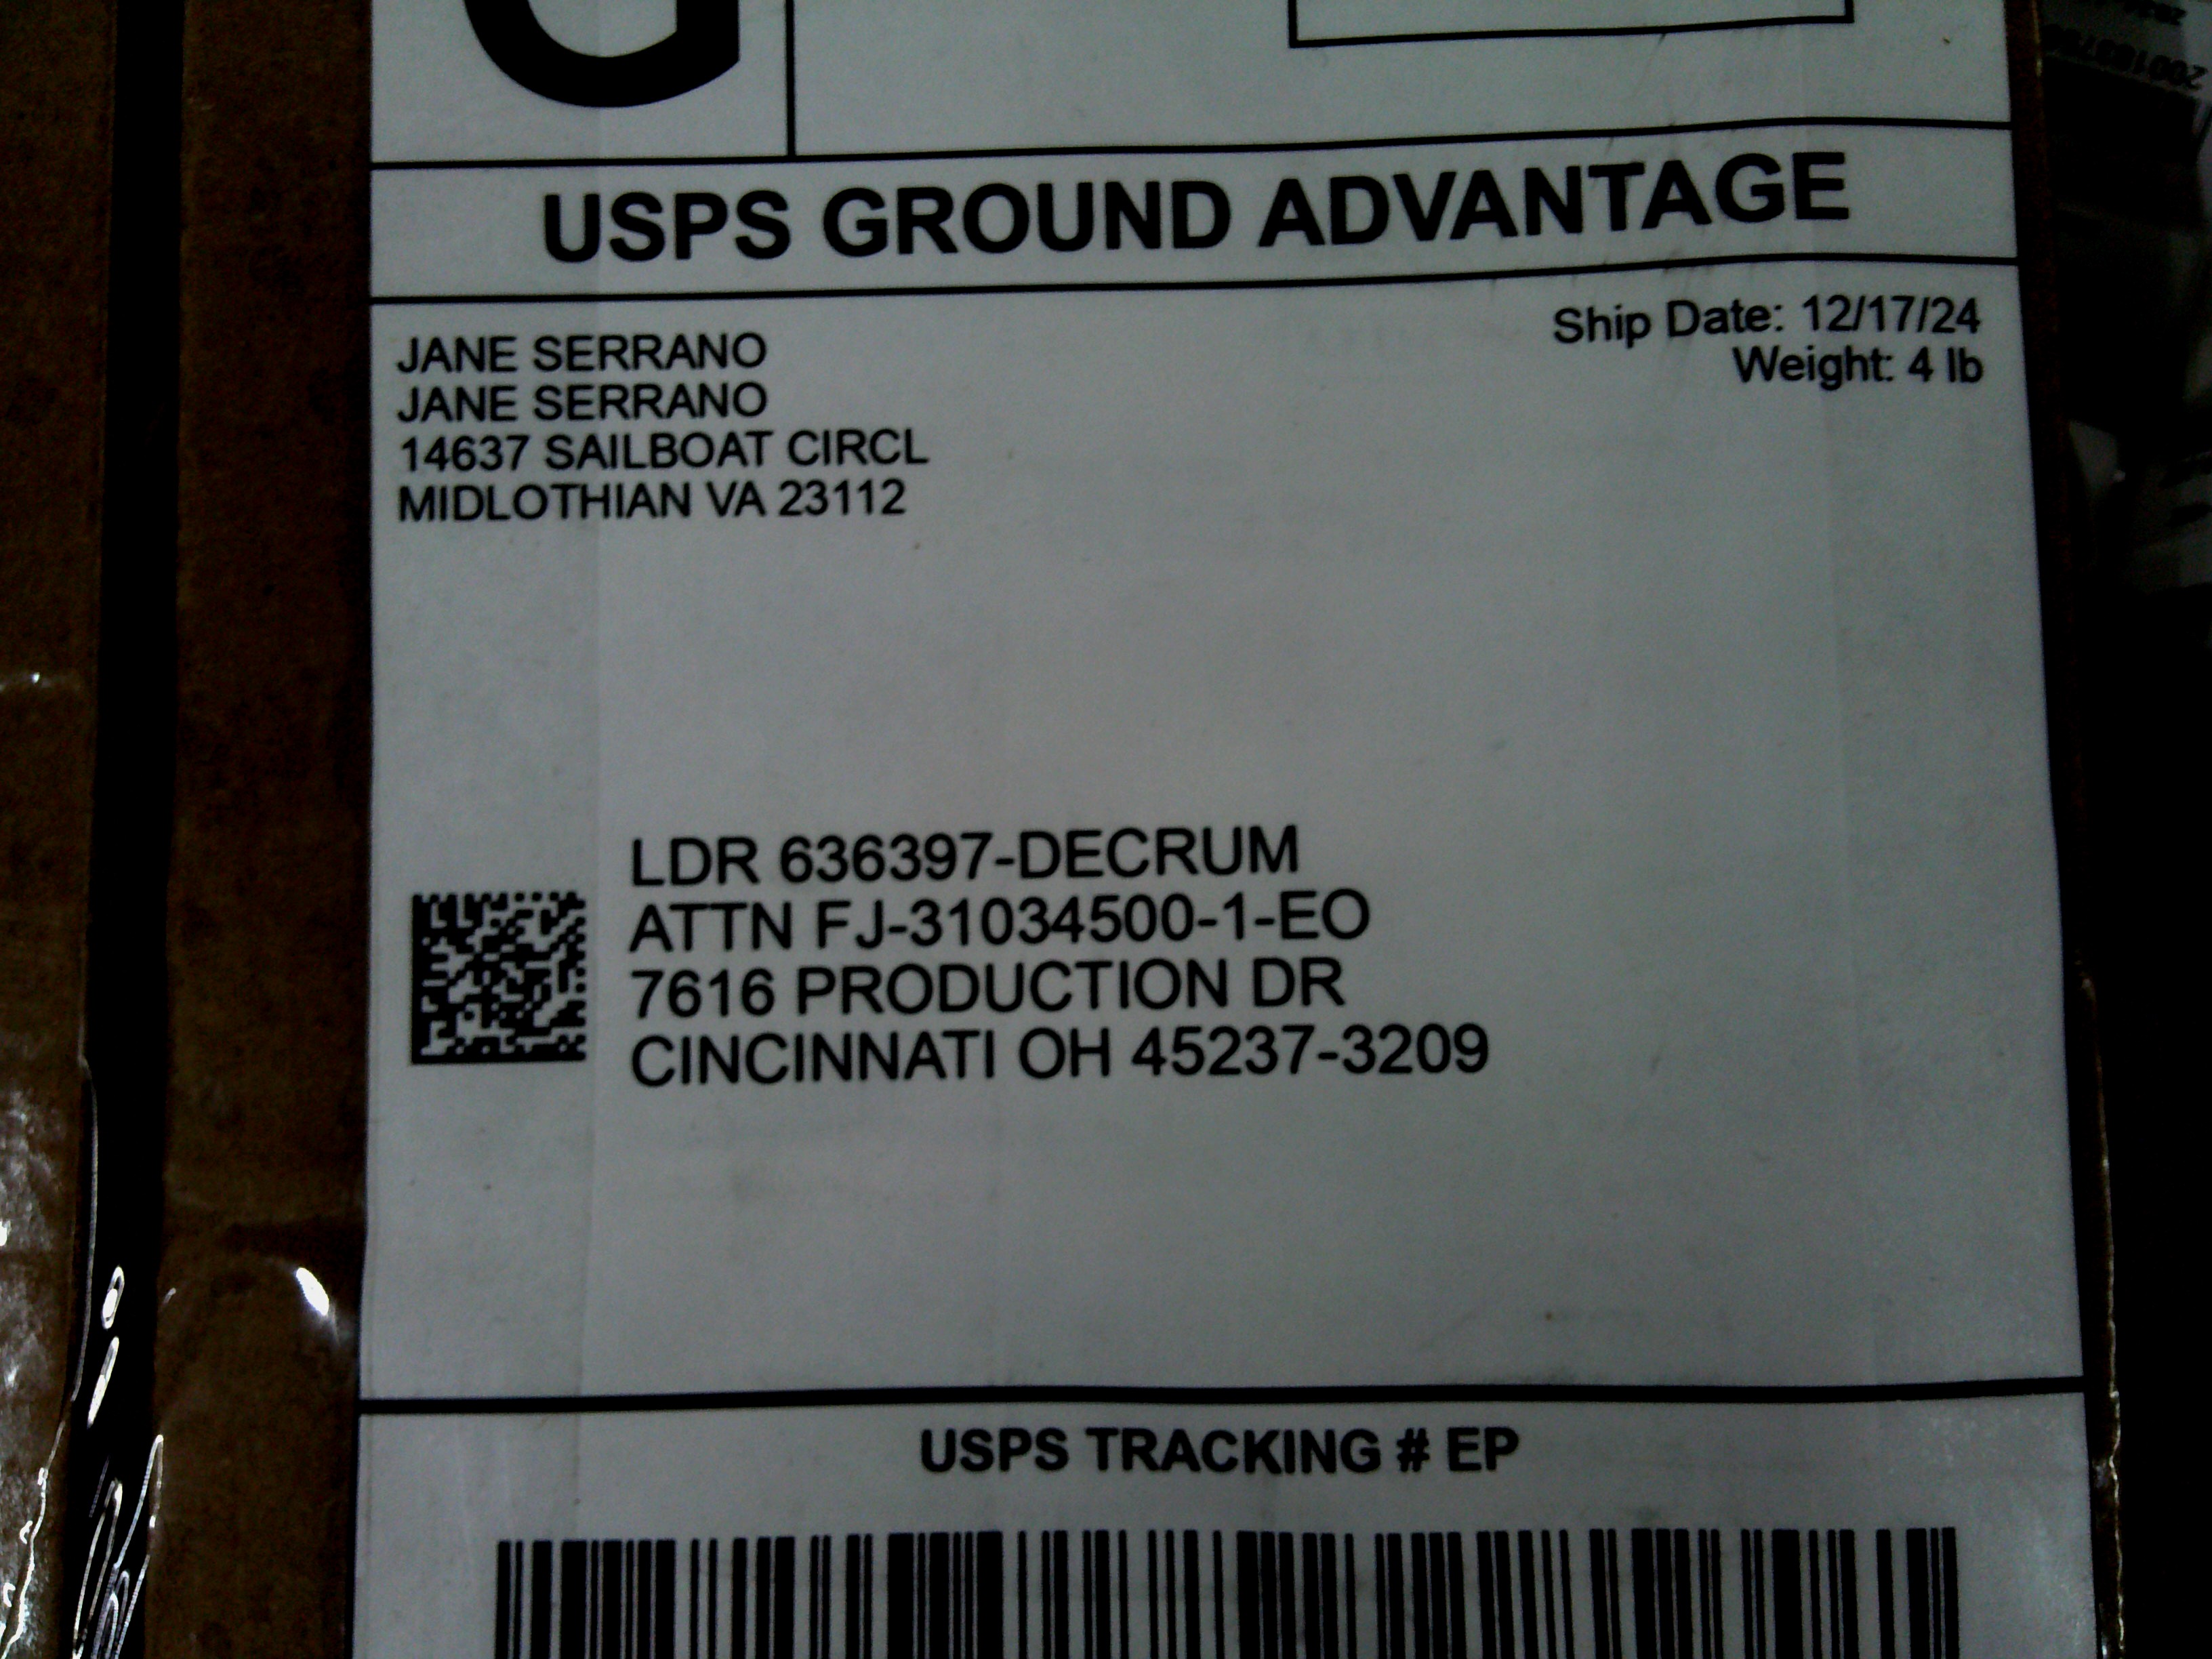 G
USPS GROUND ADVANTAGE
Ship Date: 12/17/24
Weight: 4 lb
JANE SERRANO
JANE SERRANO
14637 SAILBOAT CIRCL
MIDLOTHIAN VA 23112
LDR 636397-DECRUM
ATTN FJ-31034500-1-EO
7616 PRODUCTION DR
CINCINNATI OH 45237-3209
USPS TRACKING # EP